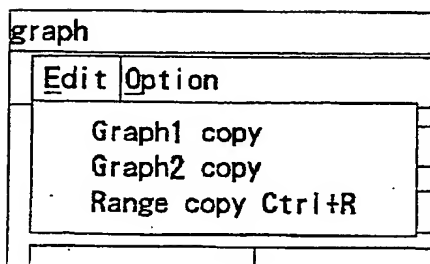 graph
Edit Option
Graph1 copy
Graph2 copy
Range copy Ctrl+R